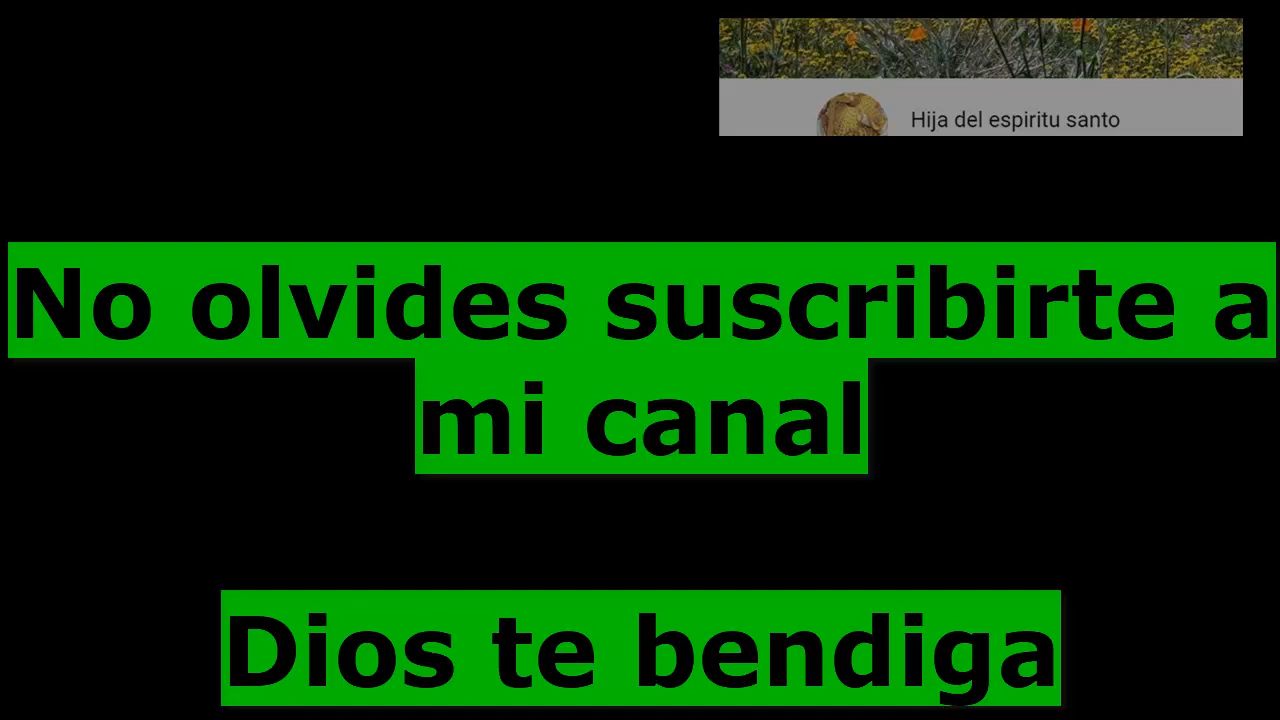 Hija del espiritu santo
No olvides suscribirte a
mi canal
Dios te bendiga